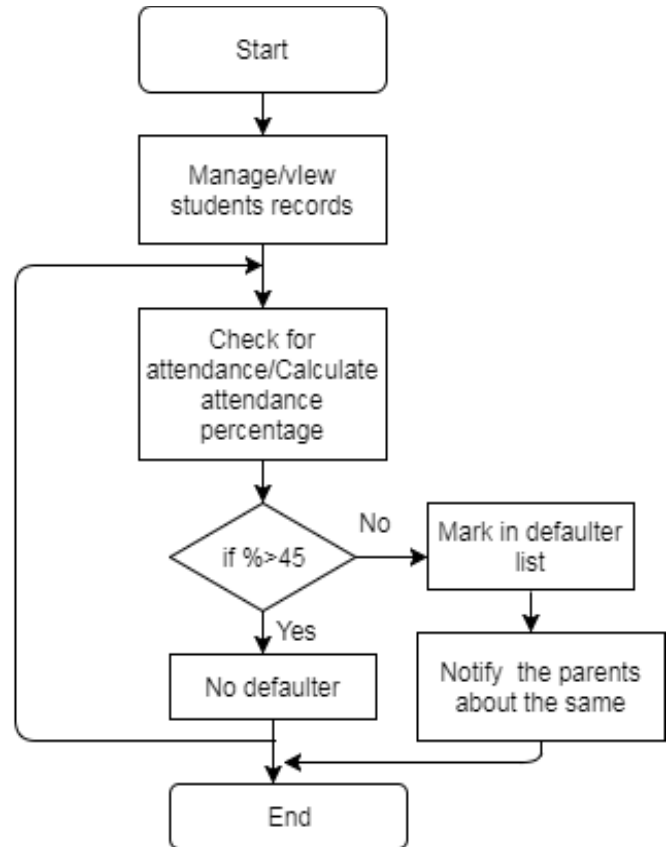 Start
Manage/vIew
students records
Check for
attendance/Calculate
attendance
percentage
if %>45
No
Mark in defaulter
list
Yes
No defaulter
Notify  the parents
about the same
End